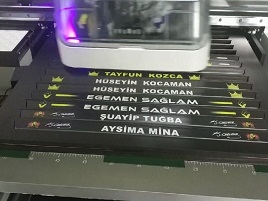 TAYFUN KOZCA
HÜSEYİN KOCAMAN
HÜSEYİN KOCAMAN
EGEMEN SAĞLAM
EGEMEN SAĞLAM
ŞUAYİP TUĞBA
AYSİMA MİNA